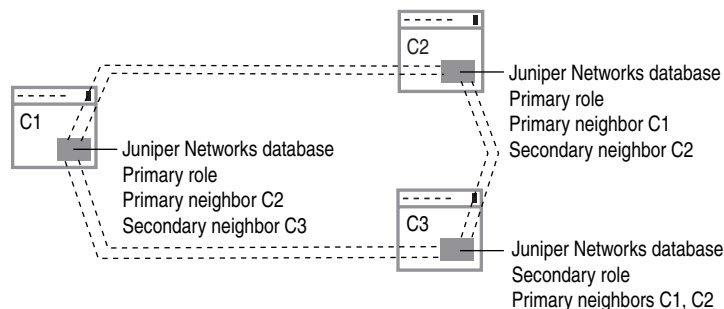 C2
Juniper Networks database
Primary role
Primary neighbor C1
Secondary neighbor C2
C1
Juniper Networks database
Primary role
Primary neighbor C2
Secondary neighbor C3
C3
Juniper Networks database
Secondary role
Primary neighbors C1, C2